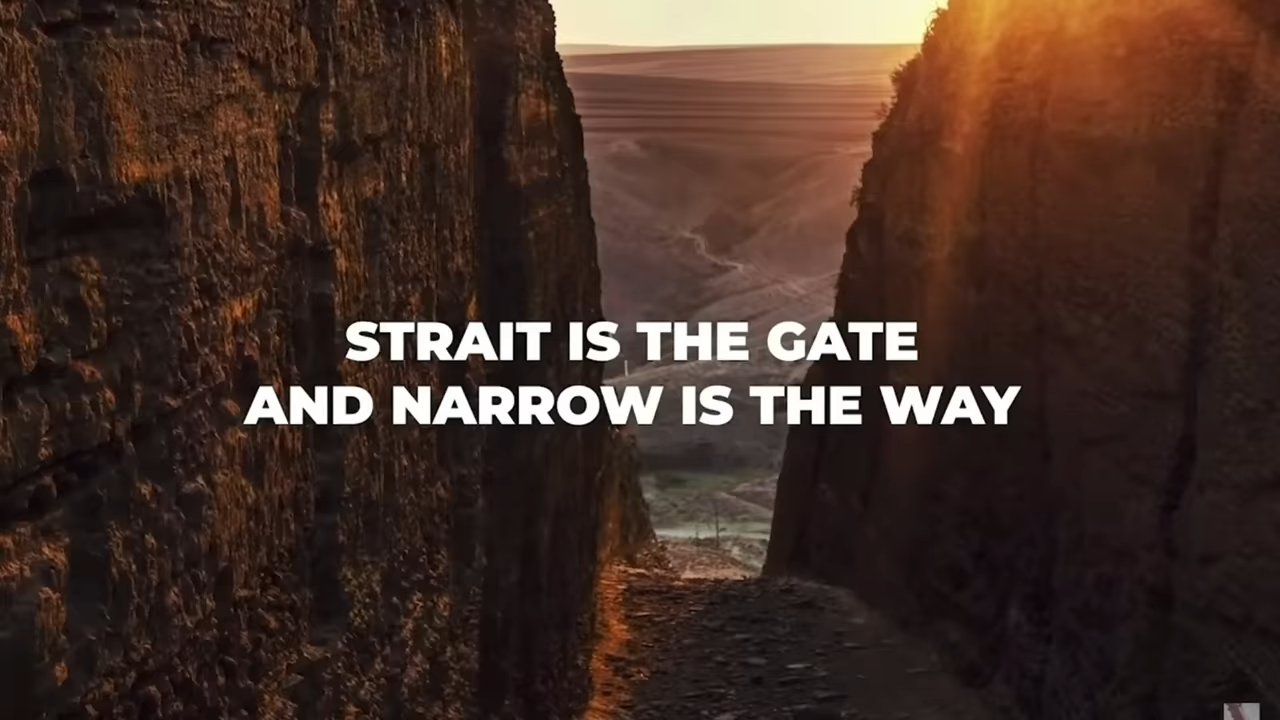 STRAIT IS THE GATE
AND NARROW IS THE WAY